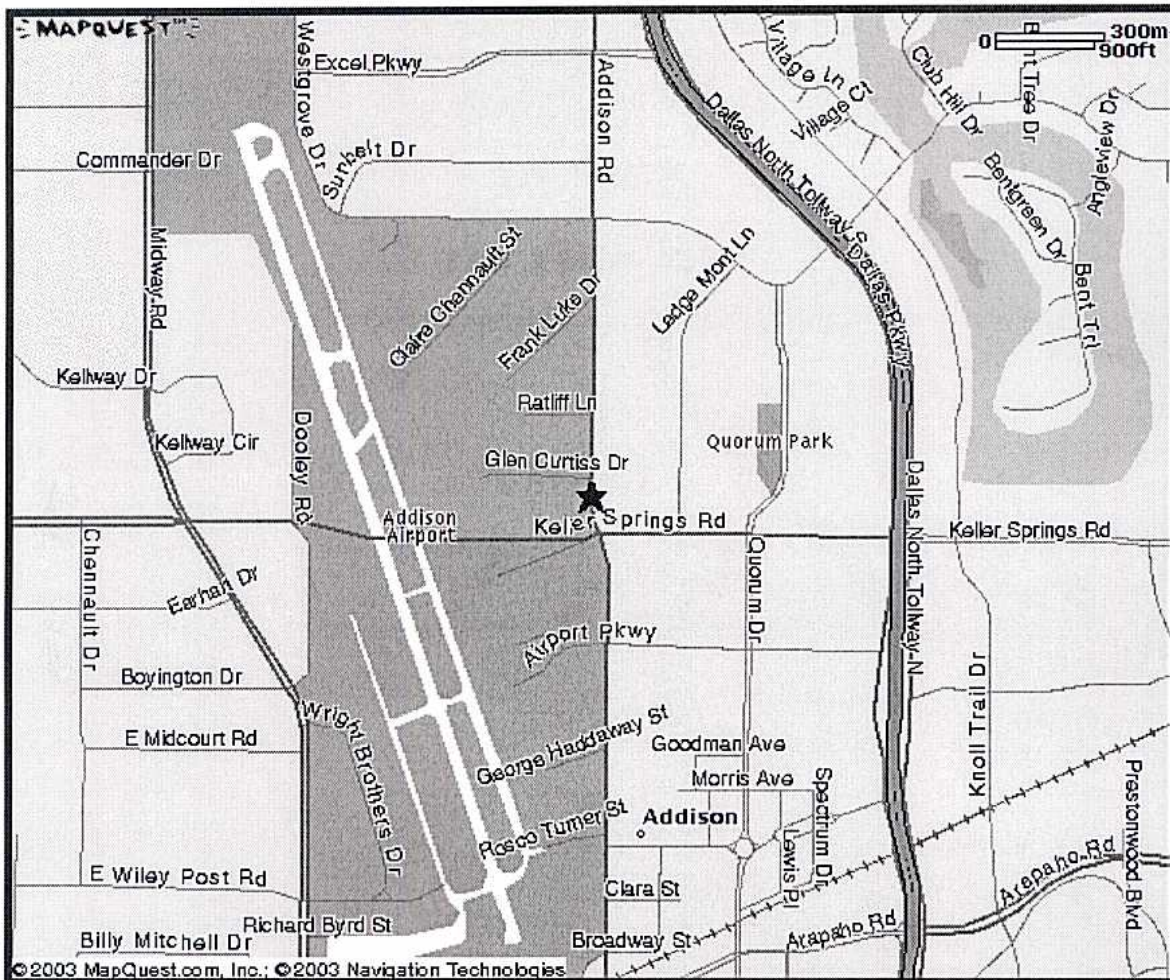 MAPQUEST™
0 300m
900ft
Westgrove Dr
Excel Pkwy
Addison Rd
Village Ln Ct
Village
Club Hill Dr
Bent Tree Dr
Angleview Dr
Dallas North Tollway S
Dallas Pkwy
Commander Dr
Sunbelt Dr
Bentgreen Dr
Midway Rd
Claire Chennault St
Frank Luke Dr
Ledge Mont Ln
Bent Trl
Kellway Dr
Ratliff Ln
Kellway Cir
Dooley Rd
Quorum Park
Glen Curtiss Dr
Dallas North Tollway N
Addison
Airport
Keller Springs Rd
Keller Springs Rd
Chennault Dr
Earhart Dr
Quorum Dr
Airport Pkwy
Boyington Dr
Knoll Trail Dr
Wright Brothers Dr
E Midcourt Rd
George Haddaway St
Goodman Ave
Morris Ave
Spectrum Dr
Prestonwood Blvd
Addison
Rosco Turner St
Lewis Pl
Arapaho Rd
E Wiley Post Rd
Clara St
Richard Byrd St
Broadway St
Arapaho Rd
Billy Mitchell Dr
©2003 MapQuest.com, Inc.; ©2003 Navigation Technologies